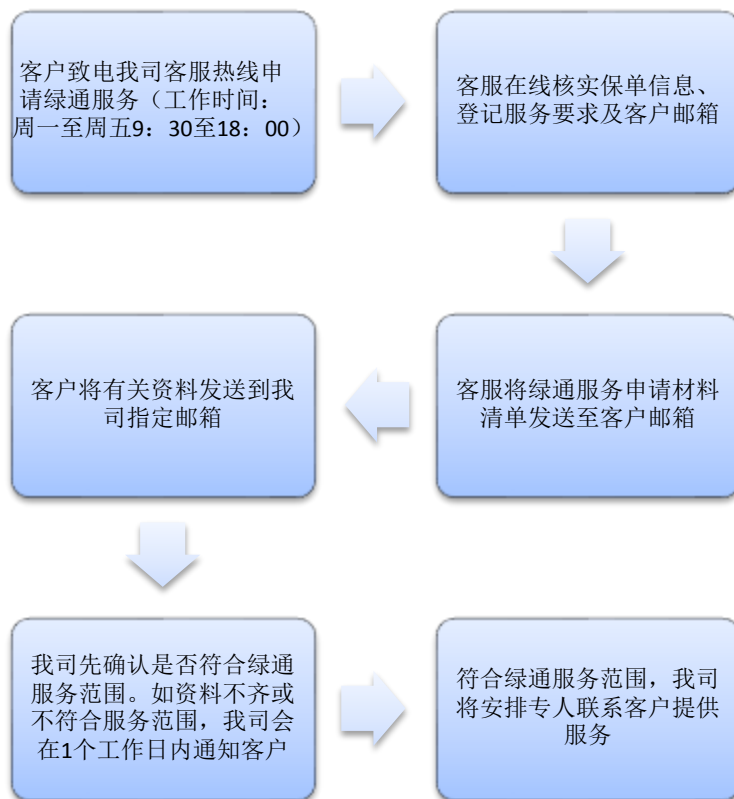 客户致电我司客服热线申
请绿通服务（工作时间：
周一至周五9：30至18：00）
客服在线核实保单信息、
登记服务要求及客户邮箱
客服将绿通服务申请材料
清单发送至客户邮箱
客户将有关资料发送到我
司指定邮箱
我司先确认是否符合绿通
服务范围。如资料不齐或
不符合服务范围，我司会
在1个工作日内通知客户
符合绿通服务范围，我司
将安排专人联系客户提供
服务